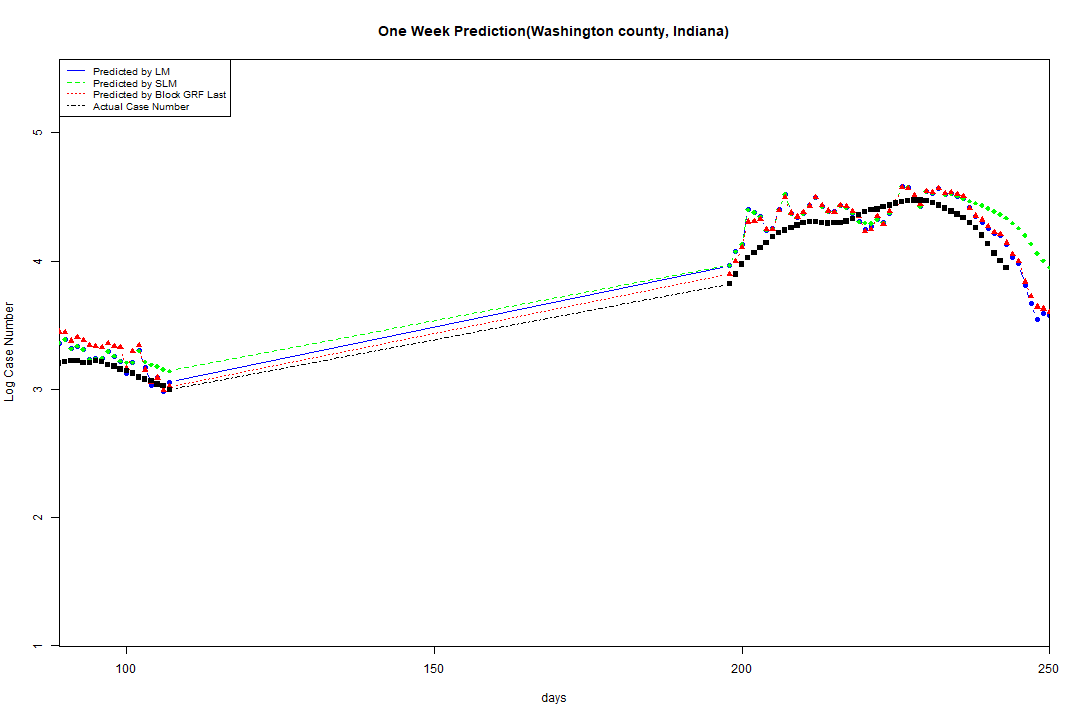 One Week Prediction(Washington county, Indiana)
Predicted by LM
Predicted by SLM
Predicted by Block GRF Last
Actual Case Number
5
4
3
2
1
Log Case Number
100
150
200
250
days